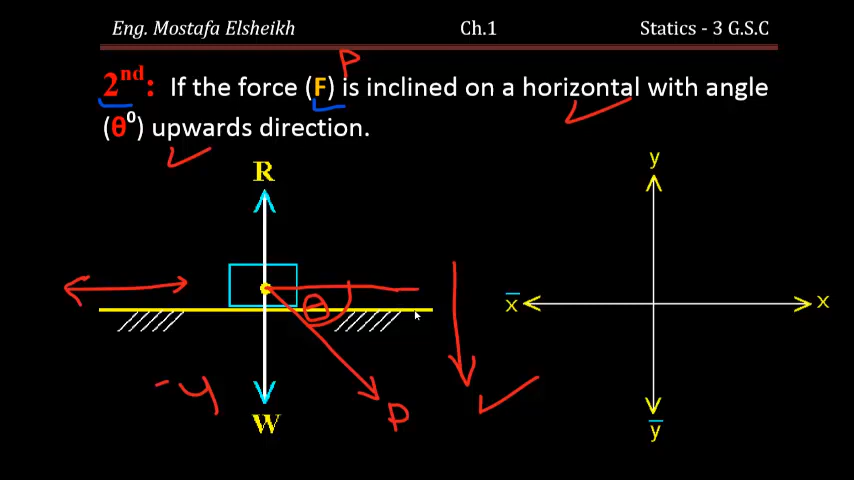 Eng. Mostafa Elsheikh Ch.1 Statics - 3 G.S.C
P
2nd: If the force (F) is inclined on a horizontal with angle
(θ⁰) upwards direction.
R
y
x̄ x
θ
-y
P
W
ȳ